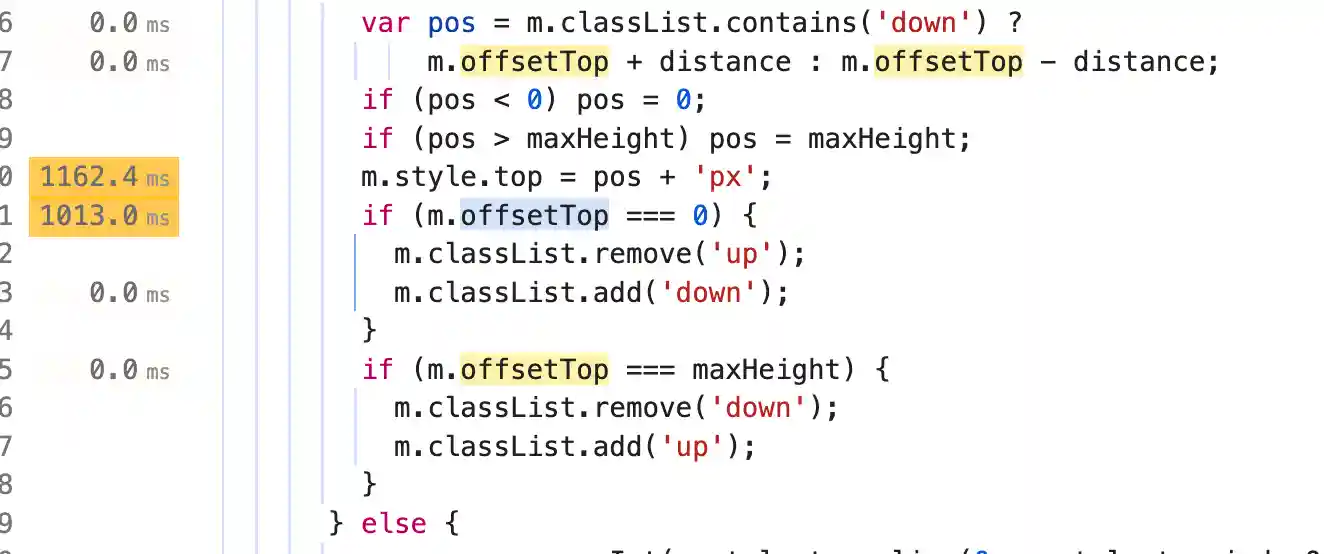 6 0.0 ms var pos = m.classList.contains('down') ?
7 0.0 ms m.offsetTop + distance : m.offsetTop - distance;
8 if (pos < 0) pos = 0;
9 if (pos > maxHeight) pos = maxHeight;
0 1162.4 ms m.style.top = pos + 'px';
1 1013.0 ms if (m.offsetTop === 0) {
2 m.classList.remove('up');
3 0.0 ms m.classList.add('down');
4 }
5 0.0 ms if (m.offsetTop === maxHeight) {
6 m.classList.remove('down');
7 m.classList.add('up');
8 }
9 } else {